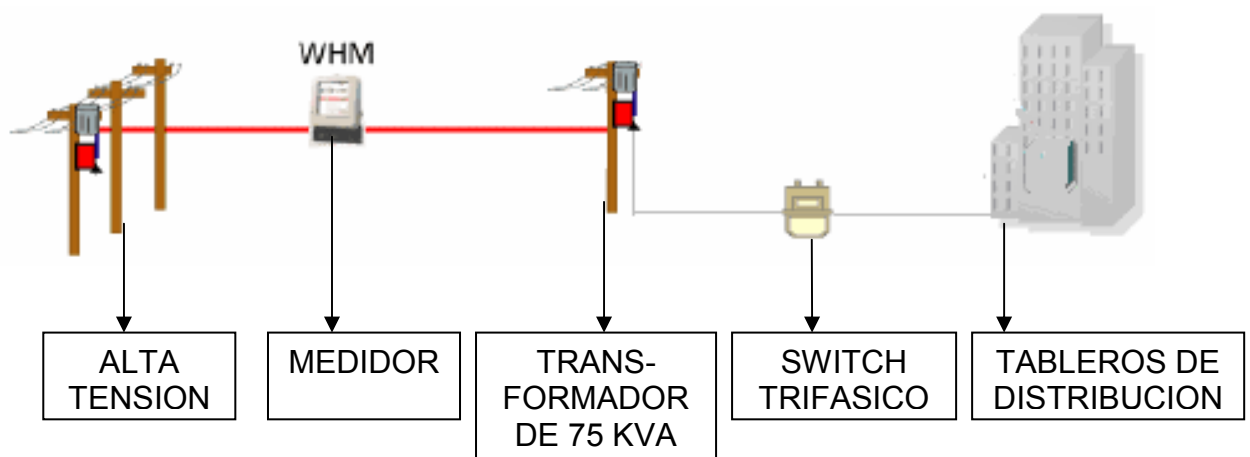 WHM
ALTA
TENSION
MEDIDOR
TRANS-
FORMADOR
DE 75 KVA
SWITCH
TRIFASICO
TABLEROS DE
DISTRIBUCION